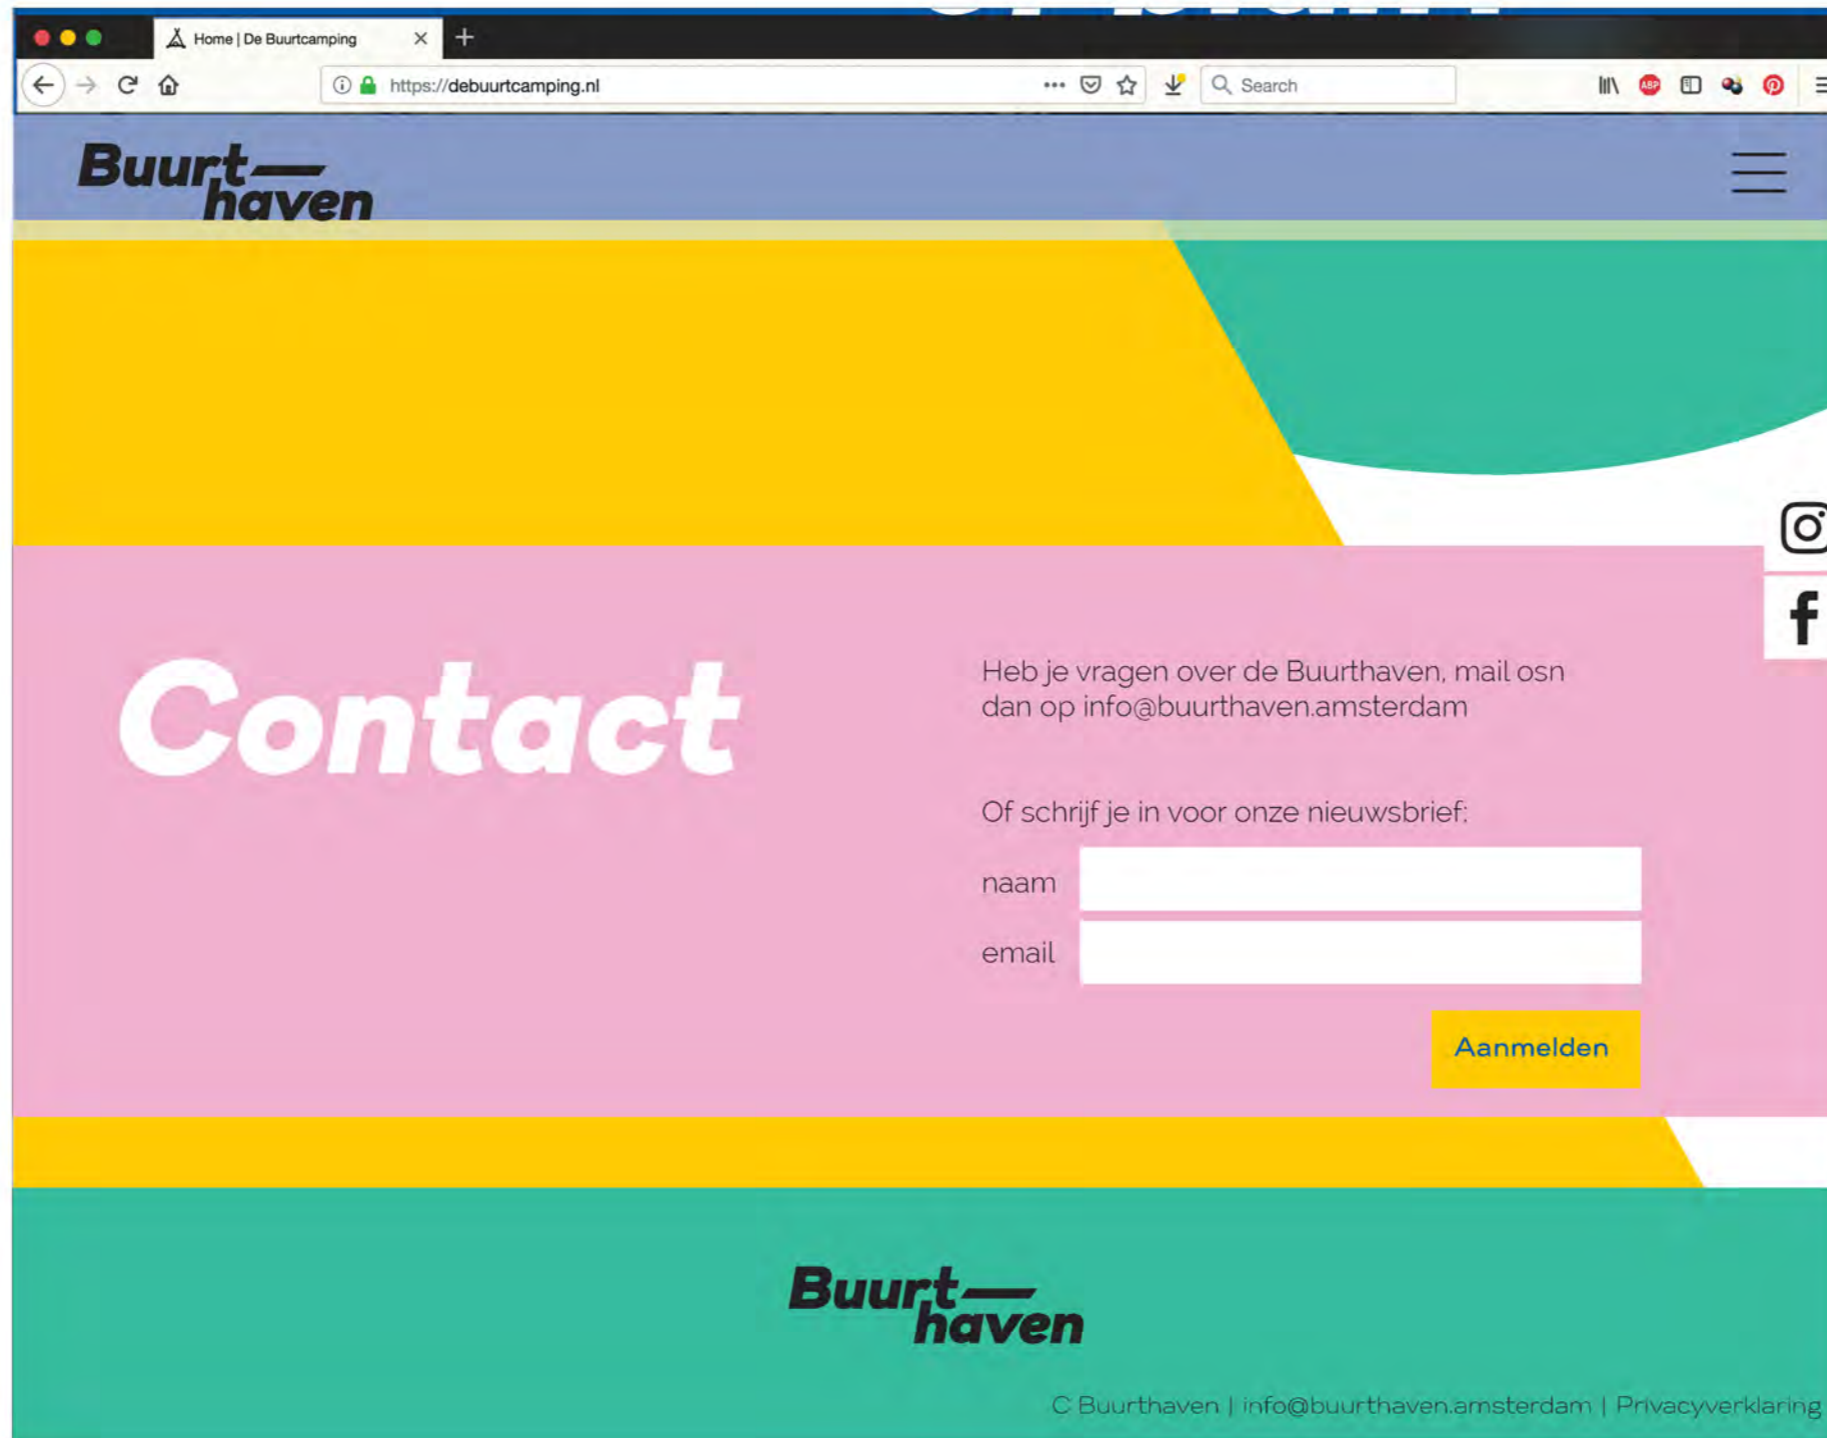 Home | De Buurtcamping
https://debuurtcamping.nl
Search
ABP
Buurt—
haven
Contact
Heb je vragen over de Buurthaven, mail osn
dan op info@buurthaven.amsterdam
Of schrijf je in voor onze nieuwsbrief:
naam
email
Aanmelden
Buurt—
haven
C Buurthaven | info@buurthaven.amsterdam | Privacyverklaring